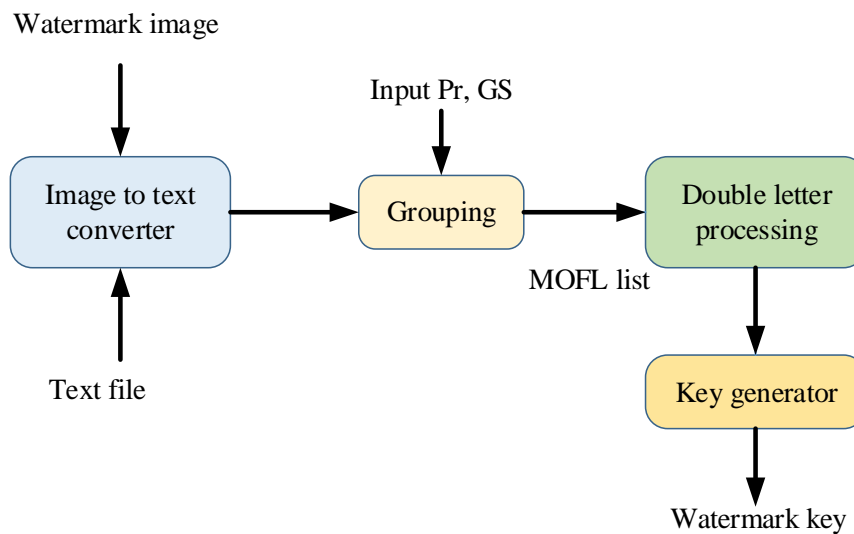 Watermark image
Input Pr, GS
Image to text
converter
Grouping
Double letter
processing
MOFL list
Text file
Key generator
Watermark key